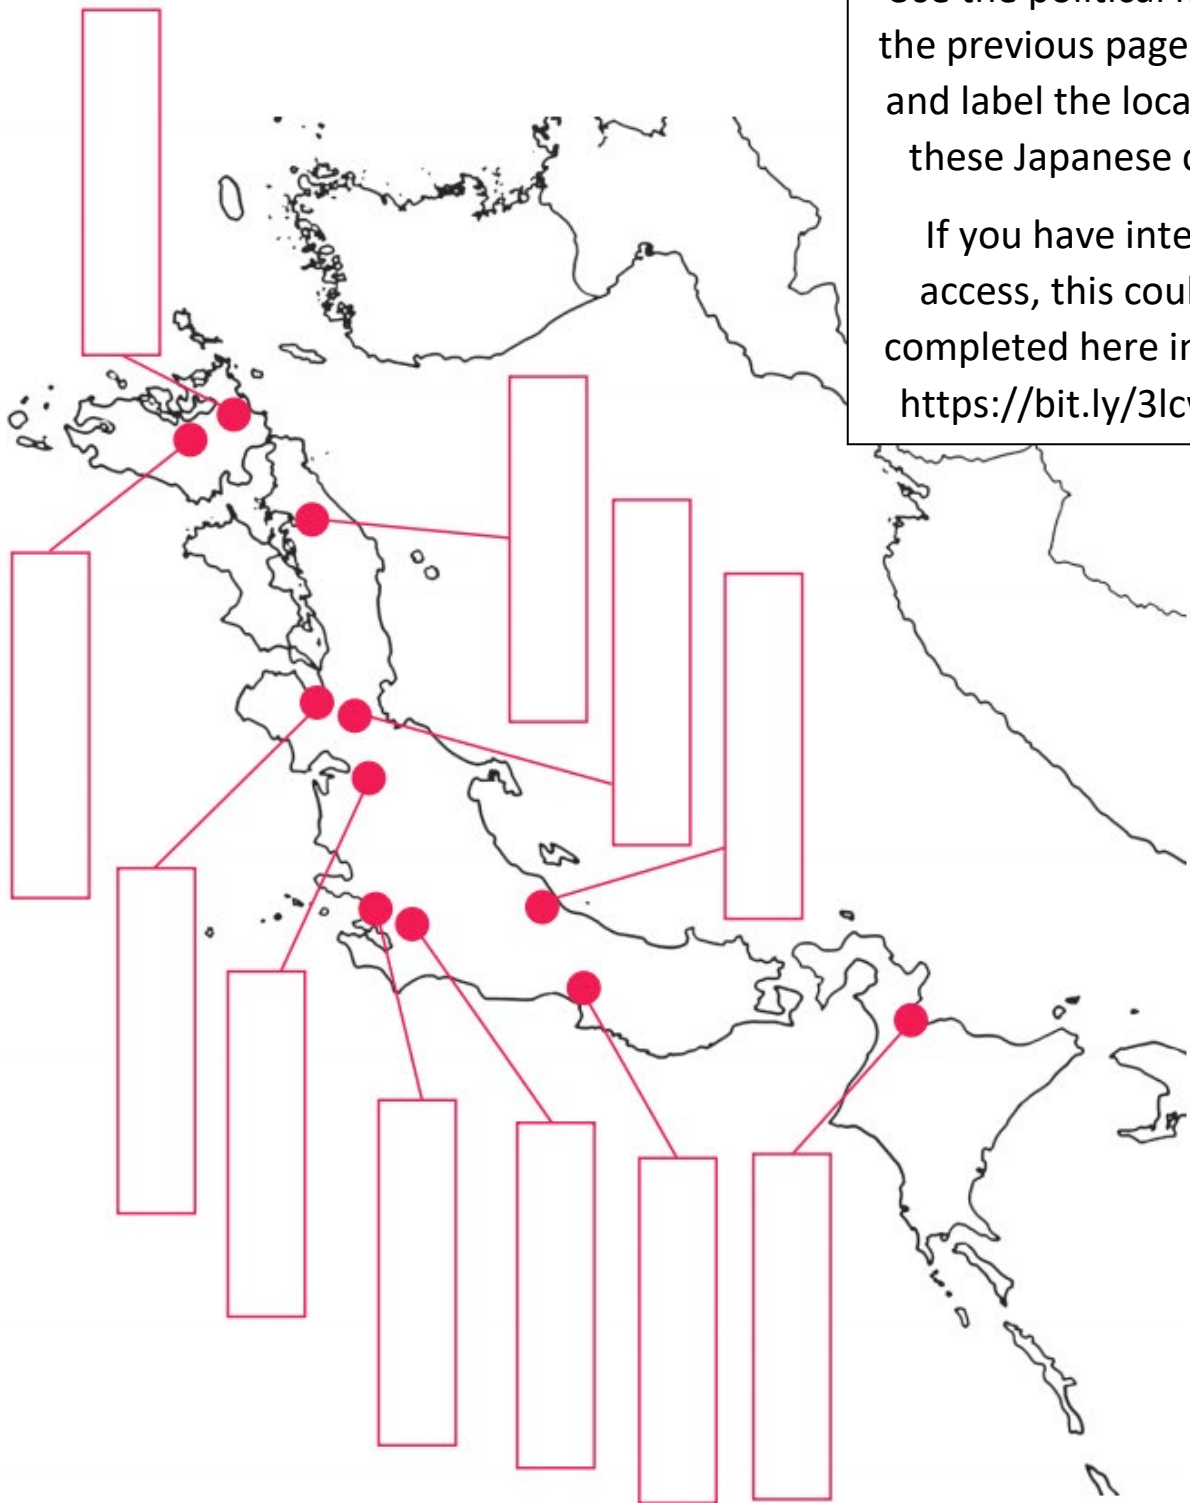 the previous page
and label the loca
these Japanese
If you have inte
access, this coul
completed here in
https://bit.ly/3lc